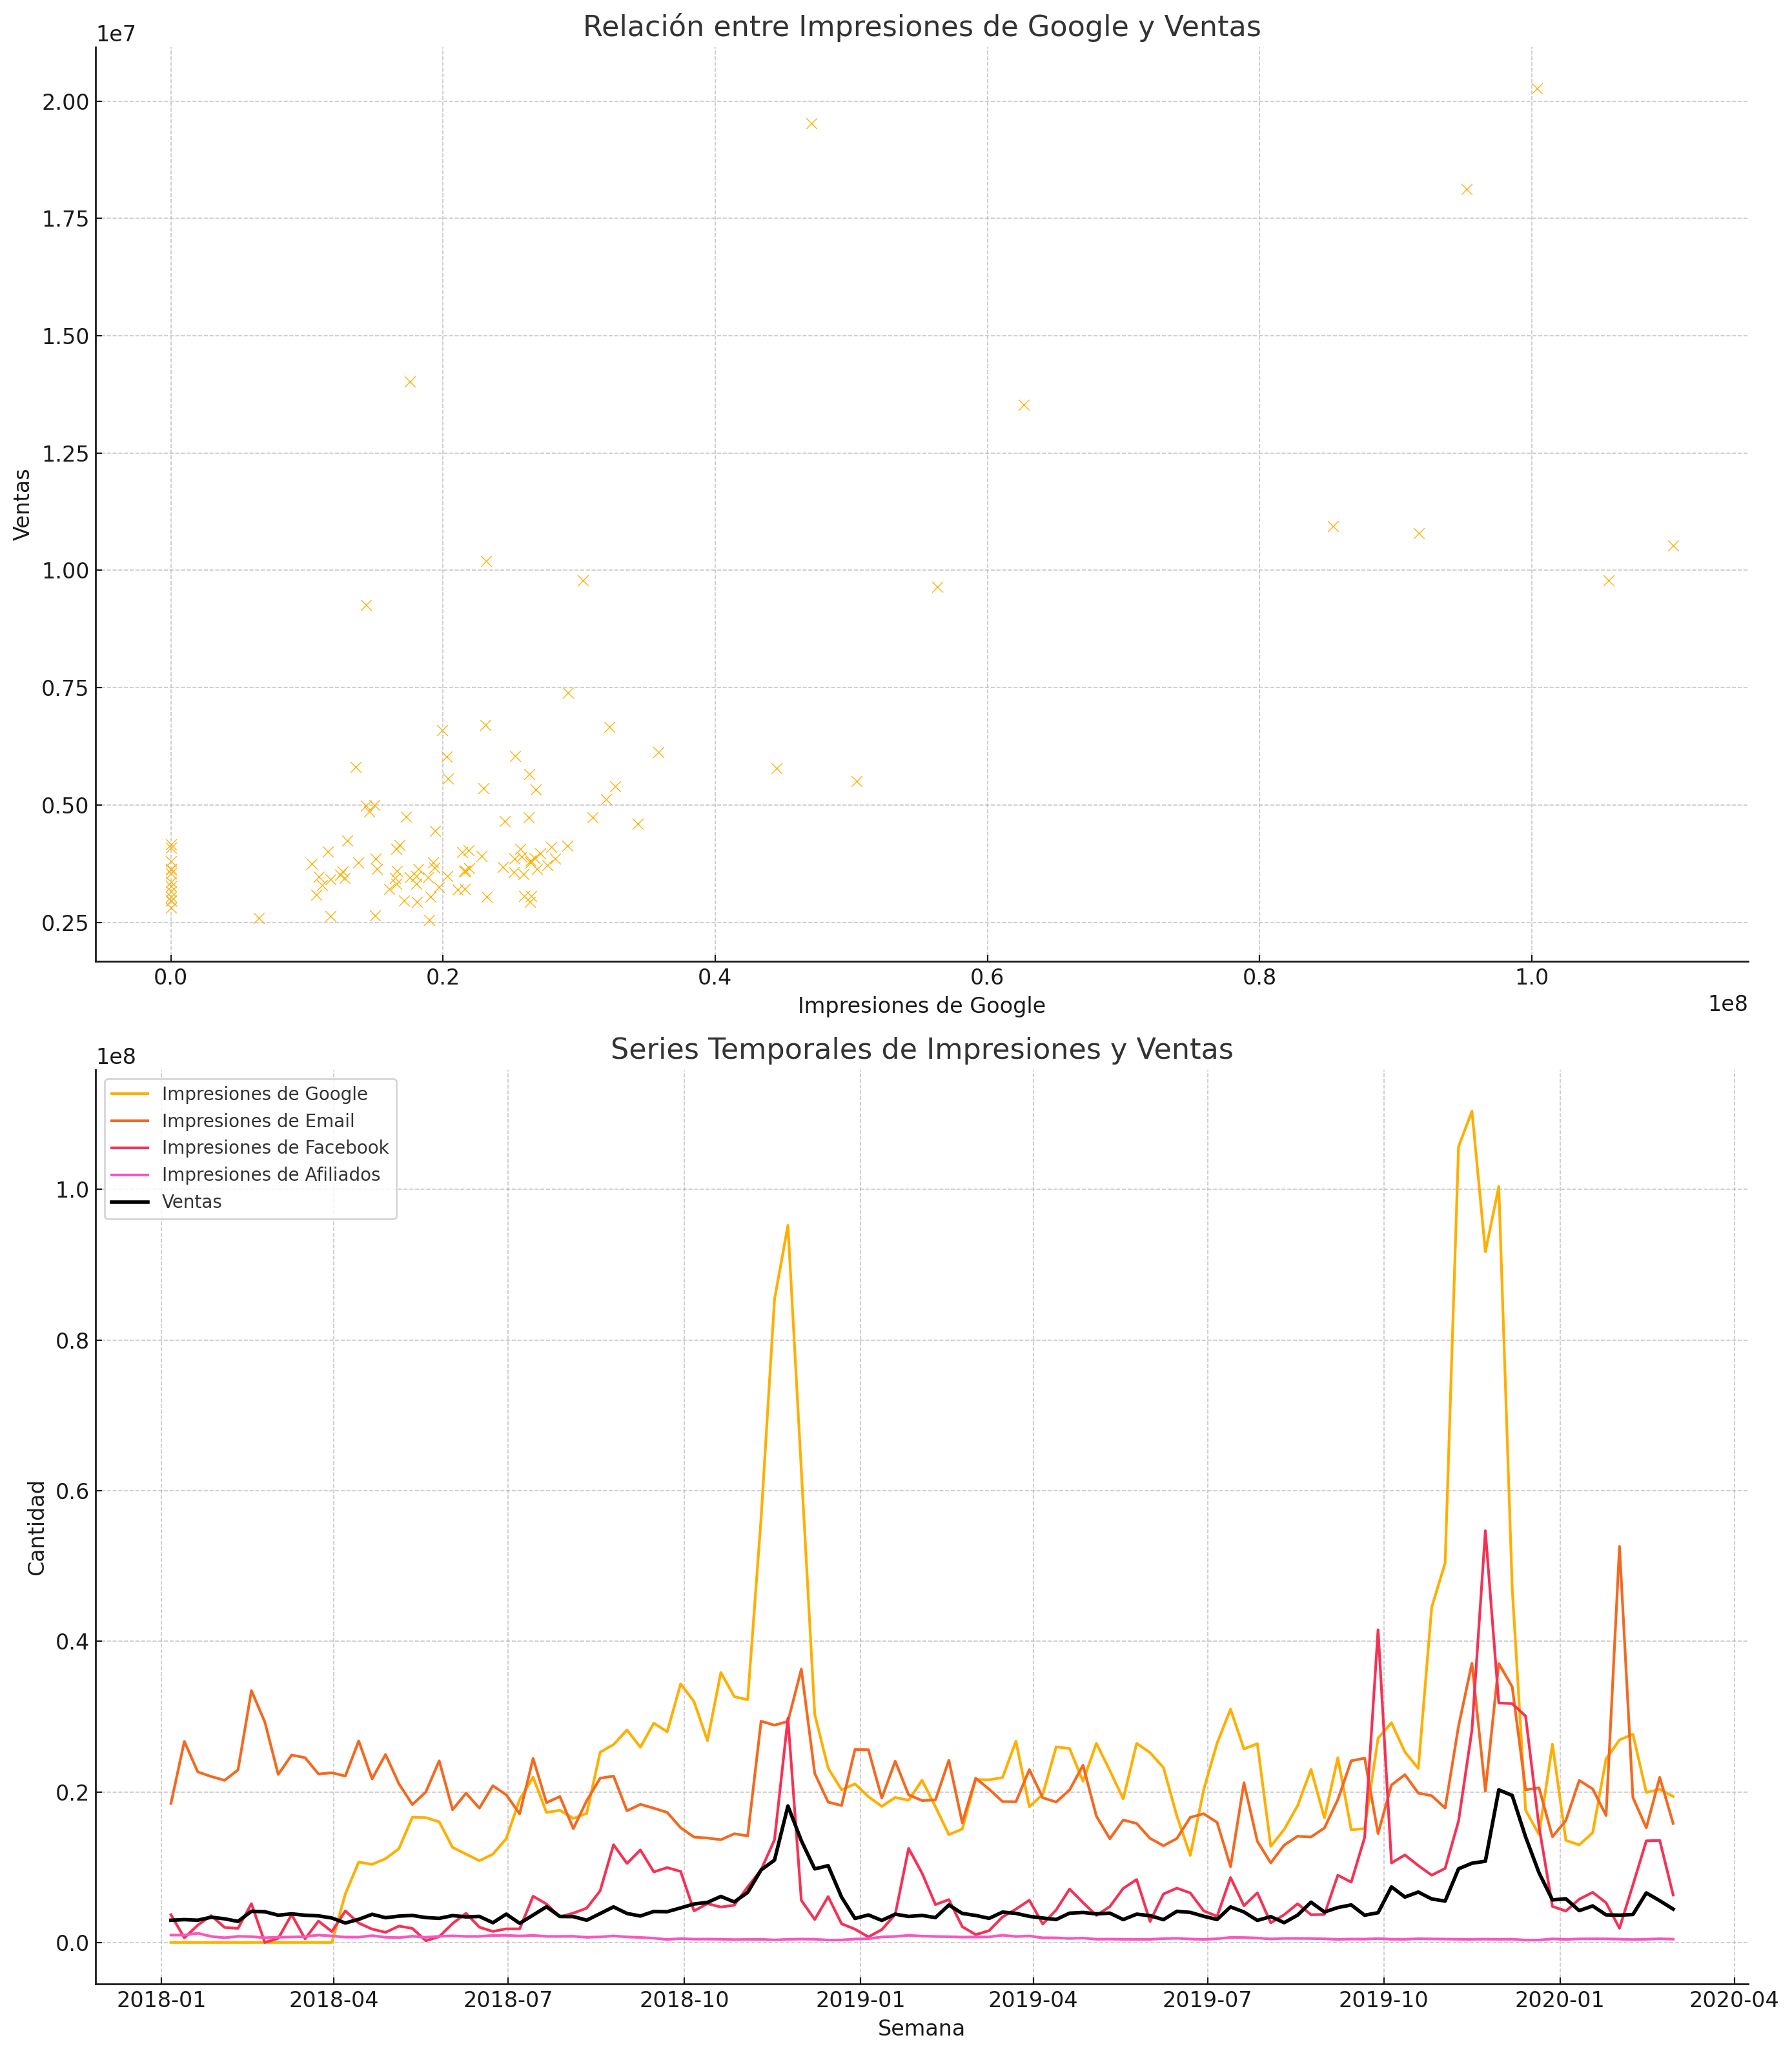 Relación entre Impresiones de Google y Ventas
1e7
2.00
1.75
1.50
1.25
1.00
0.75
0.50
0.25
Ventas
0.0 0.2 0.4 0.6 0.8 1.0
Impresiones de Google
1e8
Series Temporales de Impresiones y Ventas
1e8
Impresiones de Google
Impresiones de Email
Impresiones de Facebook
Impresiones de Afiliados
Ventas
1.0
0.8
0.6
0.4
0.2
0.0
Cantidad
2018-01 2018-04 2018-07 2018-10 2019-01 2019-04 2019-07 2019-10 2020-01 2020-04
Semana